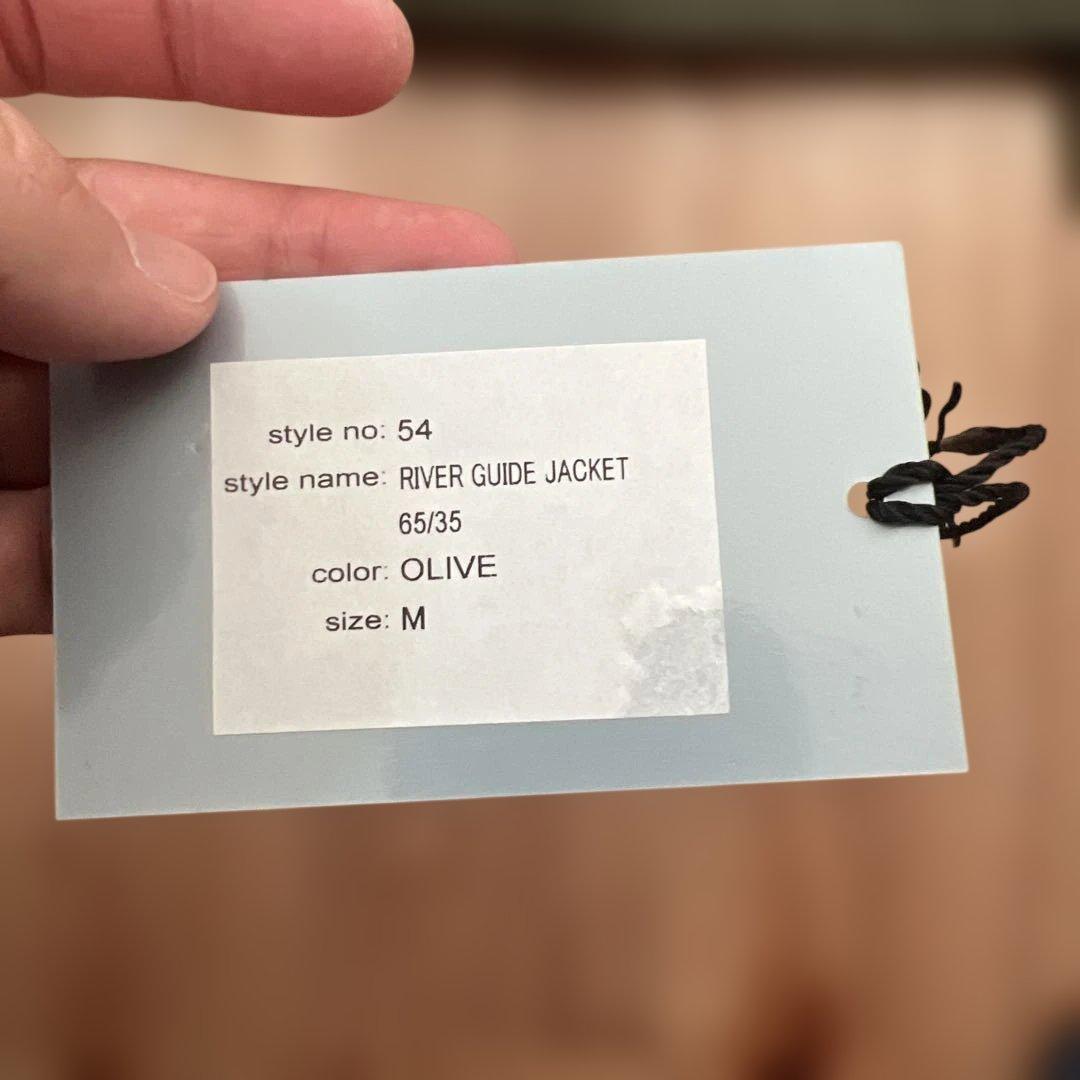 style no: 54
style name: RIVER GUIDE JACKET
65/35
color: OLIVE
size: M